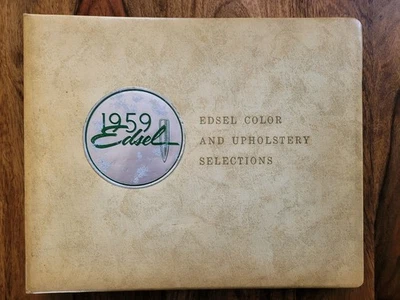 1959
Edsel
EDSEL COLOR
AND UPHOLSTERY
SELECTIONS